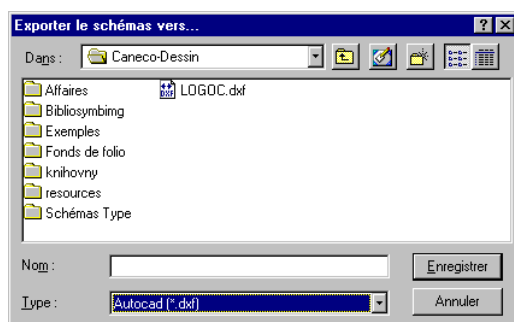 Exporter le schémas vers...
Dans : Caneco-Dessin
Affaires LOGOC.dxf
Bibliosymbimg
Exemples
Fonds de folio
knihovny
resources
Schémas Type
Nom : Enregistrer
Type : Autocad (*.dxf) Annuler